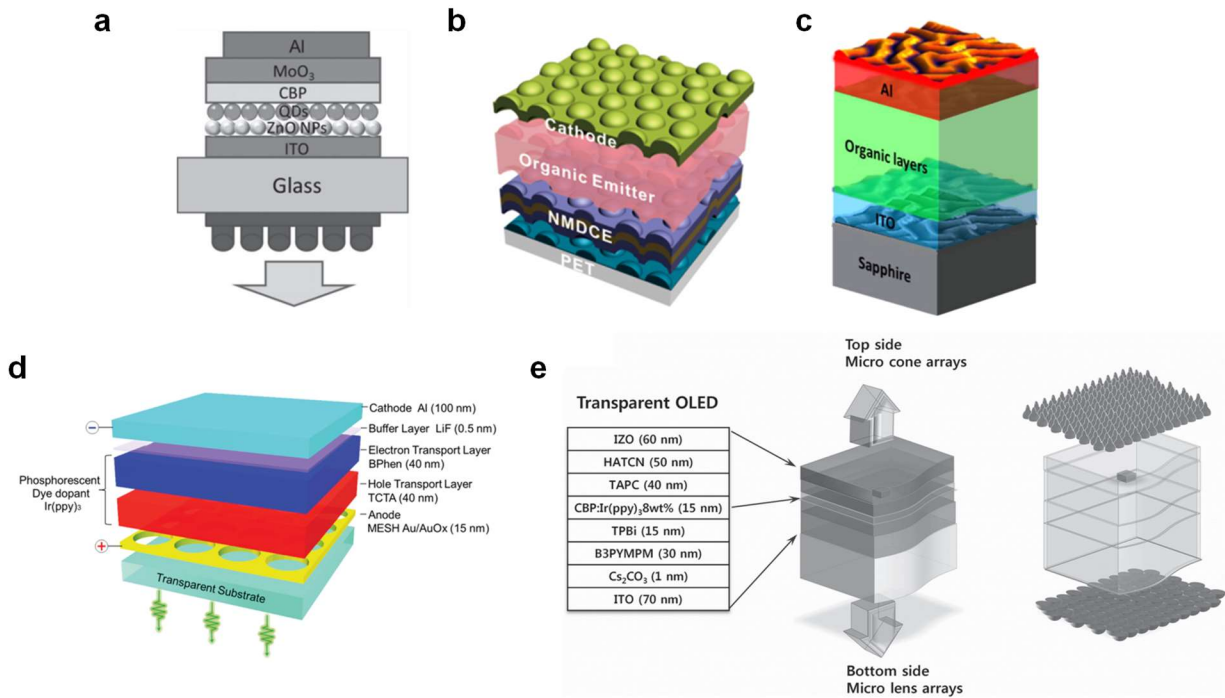 a
Al
MoO₃
CBP
QDs
ZnO NPs
ITO
Glass
b
Cathode
Organic Emitter
NMDCE
PET
c
Al
Organic layers
ITO
Sapphire
d
Cathode Al (100 nm)
Buffer Layer LiF (0.5 nm)
Electron Transport Layer
BPhen (40 nm)
Hole Transport Layer
TCTA (40 nm)
Anode
MESH Au/AuOx (15 nm)
−
Phosphorescent
Dye dopant
Ir(ppy)₃
+
Transparent Substrate
e
Top side
Micro cone arrays
Transparent OLED
IZO (60 nm)
HATCN (50 nm)
TAPC (40 nm)
CBP:Ir(ppy)₃8wt% (15 nm)
TPBi (15 nm)
B3PYMPM (30 nm)
Cs₂CO₃ (1 nm)
ITO (70 nm)
Bottom side
Micro lens arrays